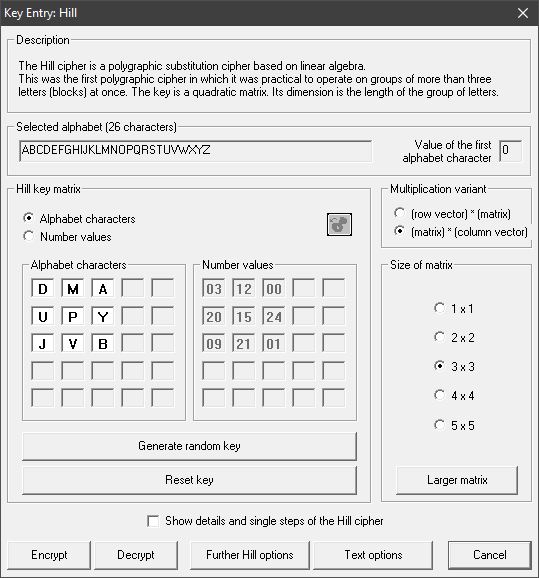 Key Entry: Hill
Description
The Hill cipher is a polygraphic substitution cipher based on linear algebra.
This was the first polygraphic cipher in which it was practical to operate on groups of more than three
letters (blocks) at once. The key is a quadratic matrix. Its dimension is the length of the group of letters.
Selected alphabet (26 characters)
ABCDEFGHIJKLMNOPQRSTUVWXYZ
Value of the first
alphabet character
0
Hill key matrix
Alphabet characters
Number values
Multiplication variant
(row vector) * (matrix)
(matrix) * (column vector)
Alphabet characters
D M A
U P Y
J V B
Number values
03 12 00
20 15 24
09 21 01
Size of matrix
1 x 1
2 x 2
3 x 3
4 x 4
5 x 5
Generate random key
Reset key
Larger matrix
Show details and single steps of the Hill cipher
Encrypt
Decrypt
Further Hill options
Text options
Cancel